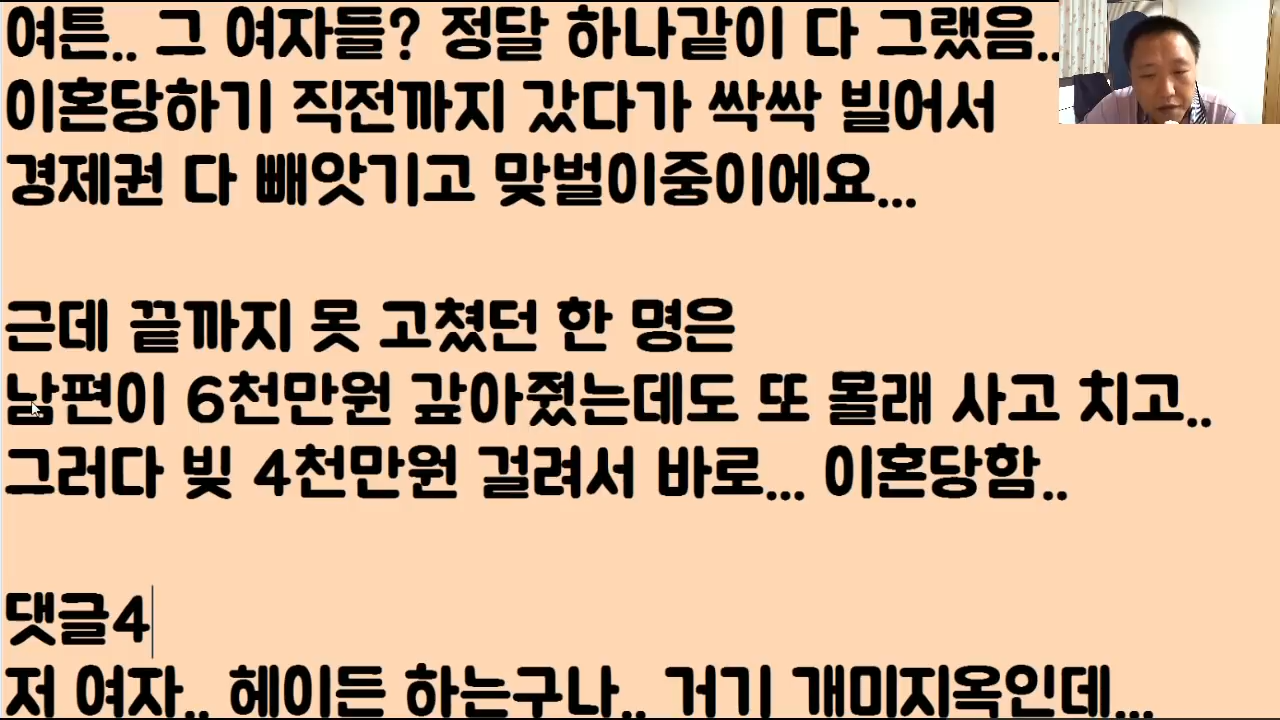 여튼.. 그 여자들? 정달 하나같이 다 그랬음..
이혼당하기 직전까지 갔다가 싹싹 빌어서
경제권 다 빼앗기고 맞벌이중이에요...
근데 끝까지 못 고쳤던 한 명은
남편이 6천만원 갚아줬는데도 또 몰래 사고 치고..
그러다 빚 4천만원 걸려서 바로... 이혼당함..
댓글4
저 여자.. 헤이든 하는구나.. 거기 개미지옥인데...